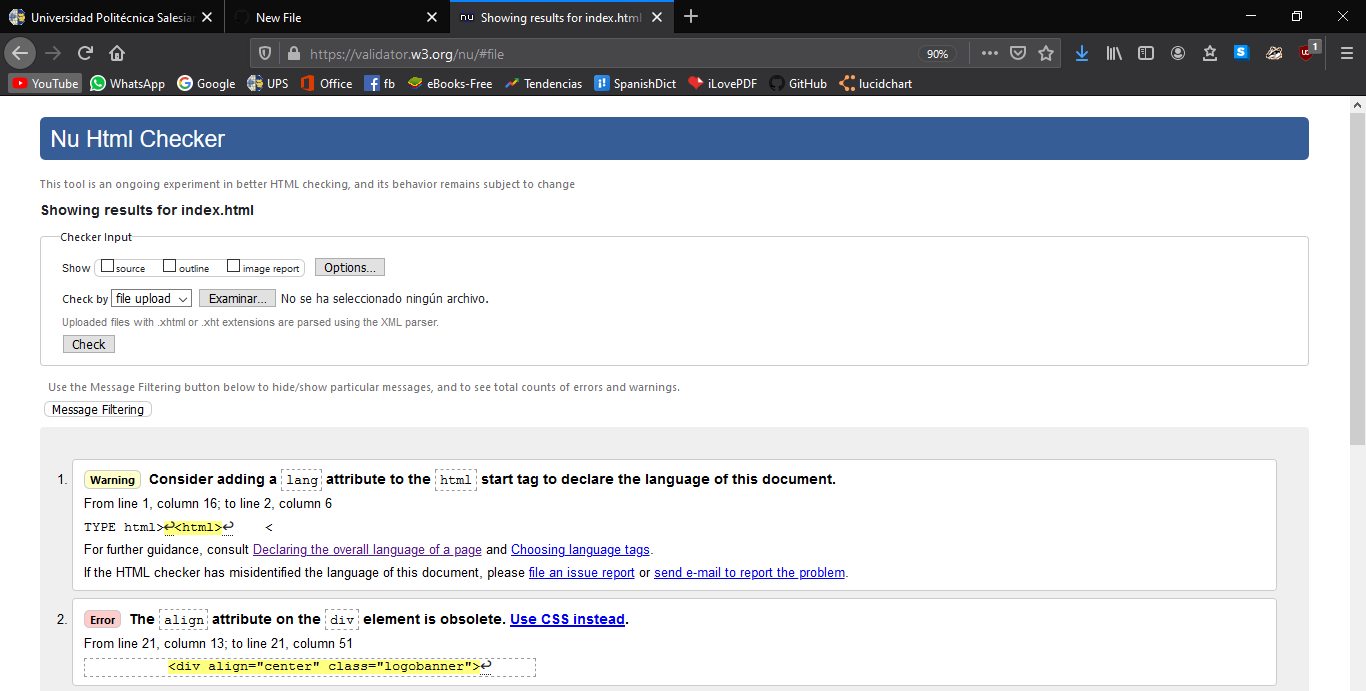 Universidad Politécnica Salesian
New File
nu Showing results for index.html
https://validator.w3.org/nu/#file
90%
1
YouTube WhatsApp Google UPS Office fb eBooks-Free Tendencias SpanishDict iLovePDF GitHub lucidchart
Nu Html Checker
This tool is an ongoing experiment in better HTML checking, and its behavior remains subject to change
Showing results for index.html
Checker Input
Show source outline image report Options...
Check by file upload Examinar... No se ha seleccionado ningún archivo.
Uploaded files with .xhtml or .xht extensions are parsed using the XML parser.
Check
Use the Message Filtering button below to hide/show particular messages, and to see total counts of errors and warnings.
Message Filtering
1. Warning Consider adding a lang attribute to the html start tag to declare the language of this document.
From line 1, column 16; to line 2, column 6
TYPE html>↩<html>↩    <
For further guidance, consult Declaring the overall language of a page and Choosing language tags.
If the HTML checker has misidentified the language of this document, please file an issue report or send e-mail to report the problem.
2. Error The align attribute on the div element is obsolete. Use CSS instead.
From line 21, column 13; to line 21, column 51
<div align="center" class="logobanner">↩